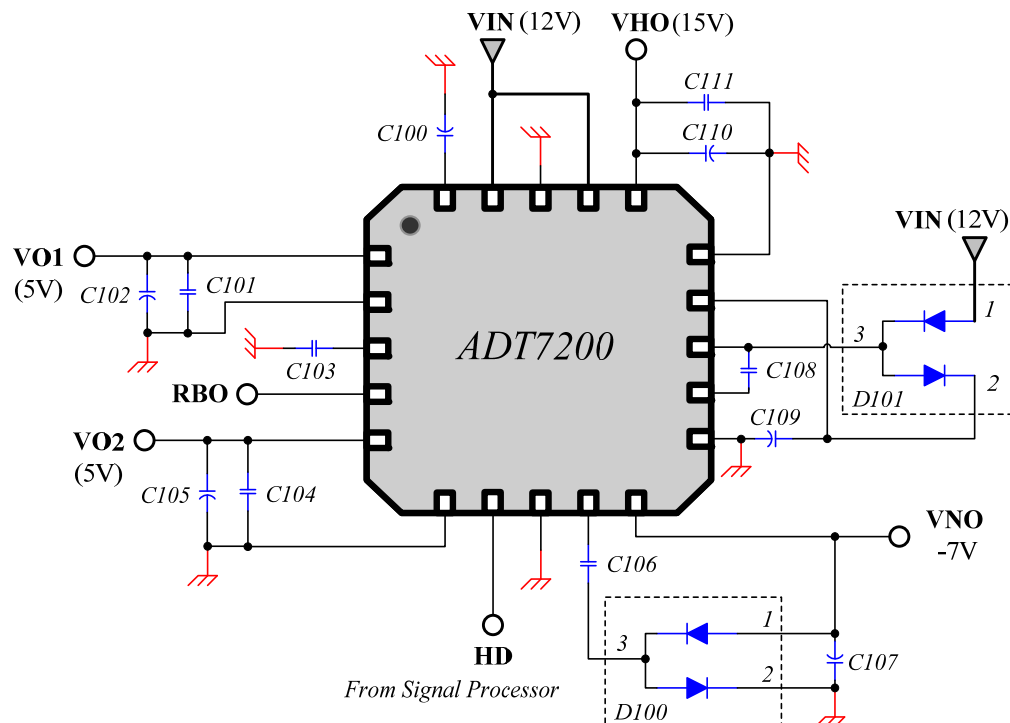 VIN (12V)
VHO (15V)
C111
C100
C110
VIN (12V)
VO1
(5V)
C102
C101
1
ADT7200
3
C103
C108
2
RBO
D101
C109
VO2
(5V)
C105
C104
VNO
-7V
C106
1
3
HD
C107
2
From Signal Processor
D100